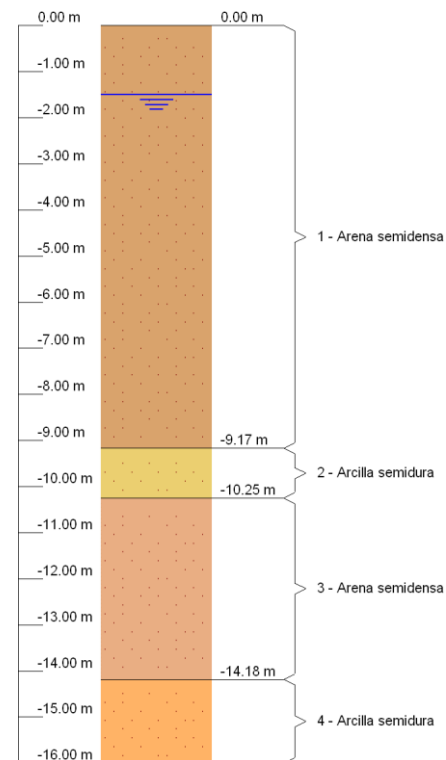 0.00 m
0.00 m
-1.00 m
-2.00 m
-3.00 m
-4.00 m
1 - Arena semidensa
-5.00 m
-6.00 m
-7.00 m
-8.00 m
-9.00 m
-9.17 m
2 - Arcilla semidura
-10.00 m
-10.25 m
-11.00 m
-12.00 m
3 - Arena semidensa
-13.00 m
-14.00 m
-14.18 m
-15.00 m
4 - Arcilla semidura
-16.00 m